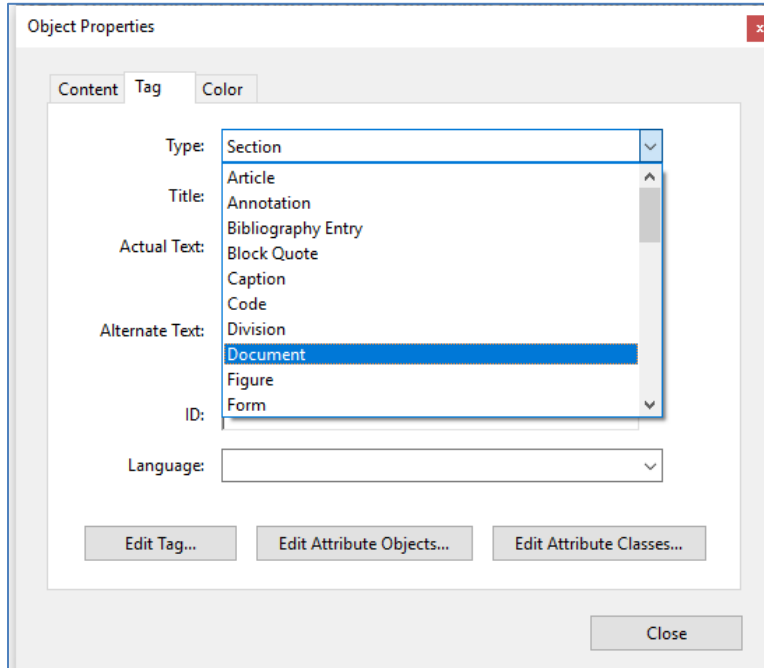 Object Properties
x
Content Tag Color
Type: Section
Article
Title: Annotation
Bibliography Entry
Actual Text: Block Quote
Caption
Code
Alternate Text: Division
Document
Figure
ID: Form
Language:
Edit Tag... Edit Attribute Objects... Edit Attribute Classes...
Close